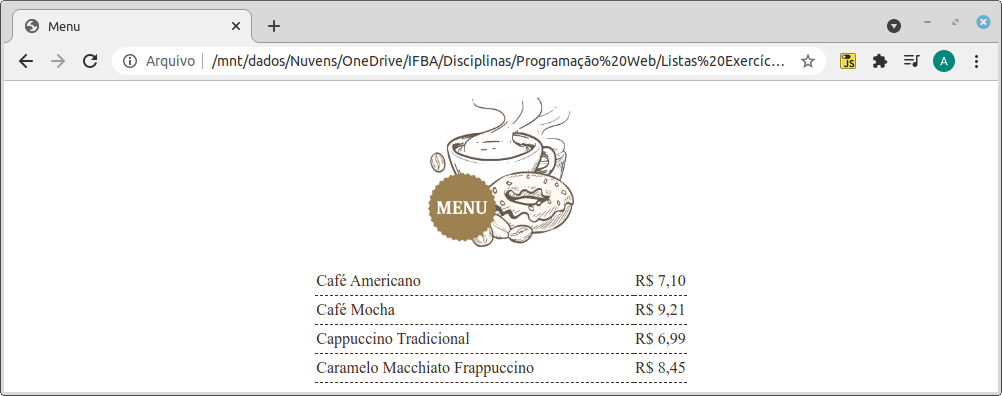 Menu
Arquivo
/mnt/dados/Nuvens/OneDrive/IFBA/Disciplinas/Programação%20Web/Listas%20Exercíc...
JS
A
MENU
Café Americano R$ 7,10
Café Mocha R$ 9,21
Cappuccino Tradicional R$ 6,99
Caramelo Macchiato Frappuccino R$ 8,45